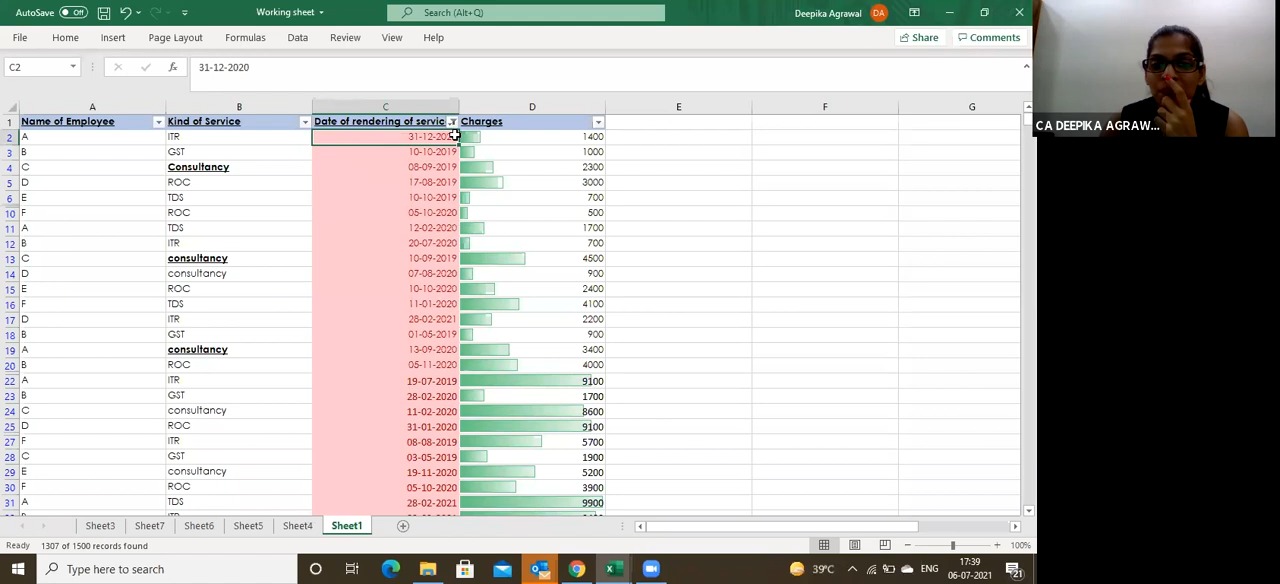 AutoSave Off Working sheet Search (Alt+Q) Deepika Agrawal DA
File Home Insert Page Layout Formulas Data Review View Help Share Comments
C2 fx 31-12-2020
A B C D E F G
1 Name of Employee Kind of Service Date of rendering of servic Charges
2 A ITR 31-12-202 1400
3 B GST 10-10-2019 1000
4 C Consultancy 08-09-2019 2300
5 D ROC 17-08-2019 3000
6 E TDS 10-10-2019 700
10 F ROC 05-10-2020 500
11 A TDS 12-02-2020 1700
12 B ITR 20-07-2020 700
13 C consultancy 10-09-2019 4500
14 D consultancy 07-08-2020 900
15 E ROC 10-10-2020 2400
16 F TDS 11-01-2020 4100
17 D ITR 28-02-2021 2200
18 B GST 01-05-2019 900
19 A consultancy 13-09-2020 3400
20 B ROC 05-11-2020 4000
22 A ITR 19-07-2019 9100
23 B GST 28-02-2020 1700
24 C consultancy 11-02-2020 8600
25 D ROC 31-01-2020 9100
27 F ITR 08-08-2019 5700
28 C GST 03-05-2019 1900
29 E consultancy 19-11-2020 5200
30 F ROC 05-10-2020 3900
31 A TDS 28-02-2021 9900
Sheet3 Sheet7 Sheet6 Sheet5 Sheet4 Sheet1
Ready 1307 of 1500 records found 100%
Type here to search 39°C ENG 17:39
06-07-2021 21
CA DEEPIKA AGRAW...